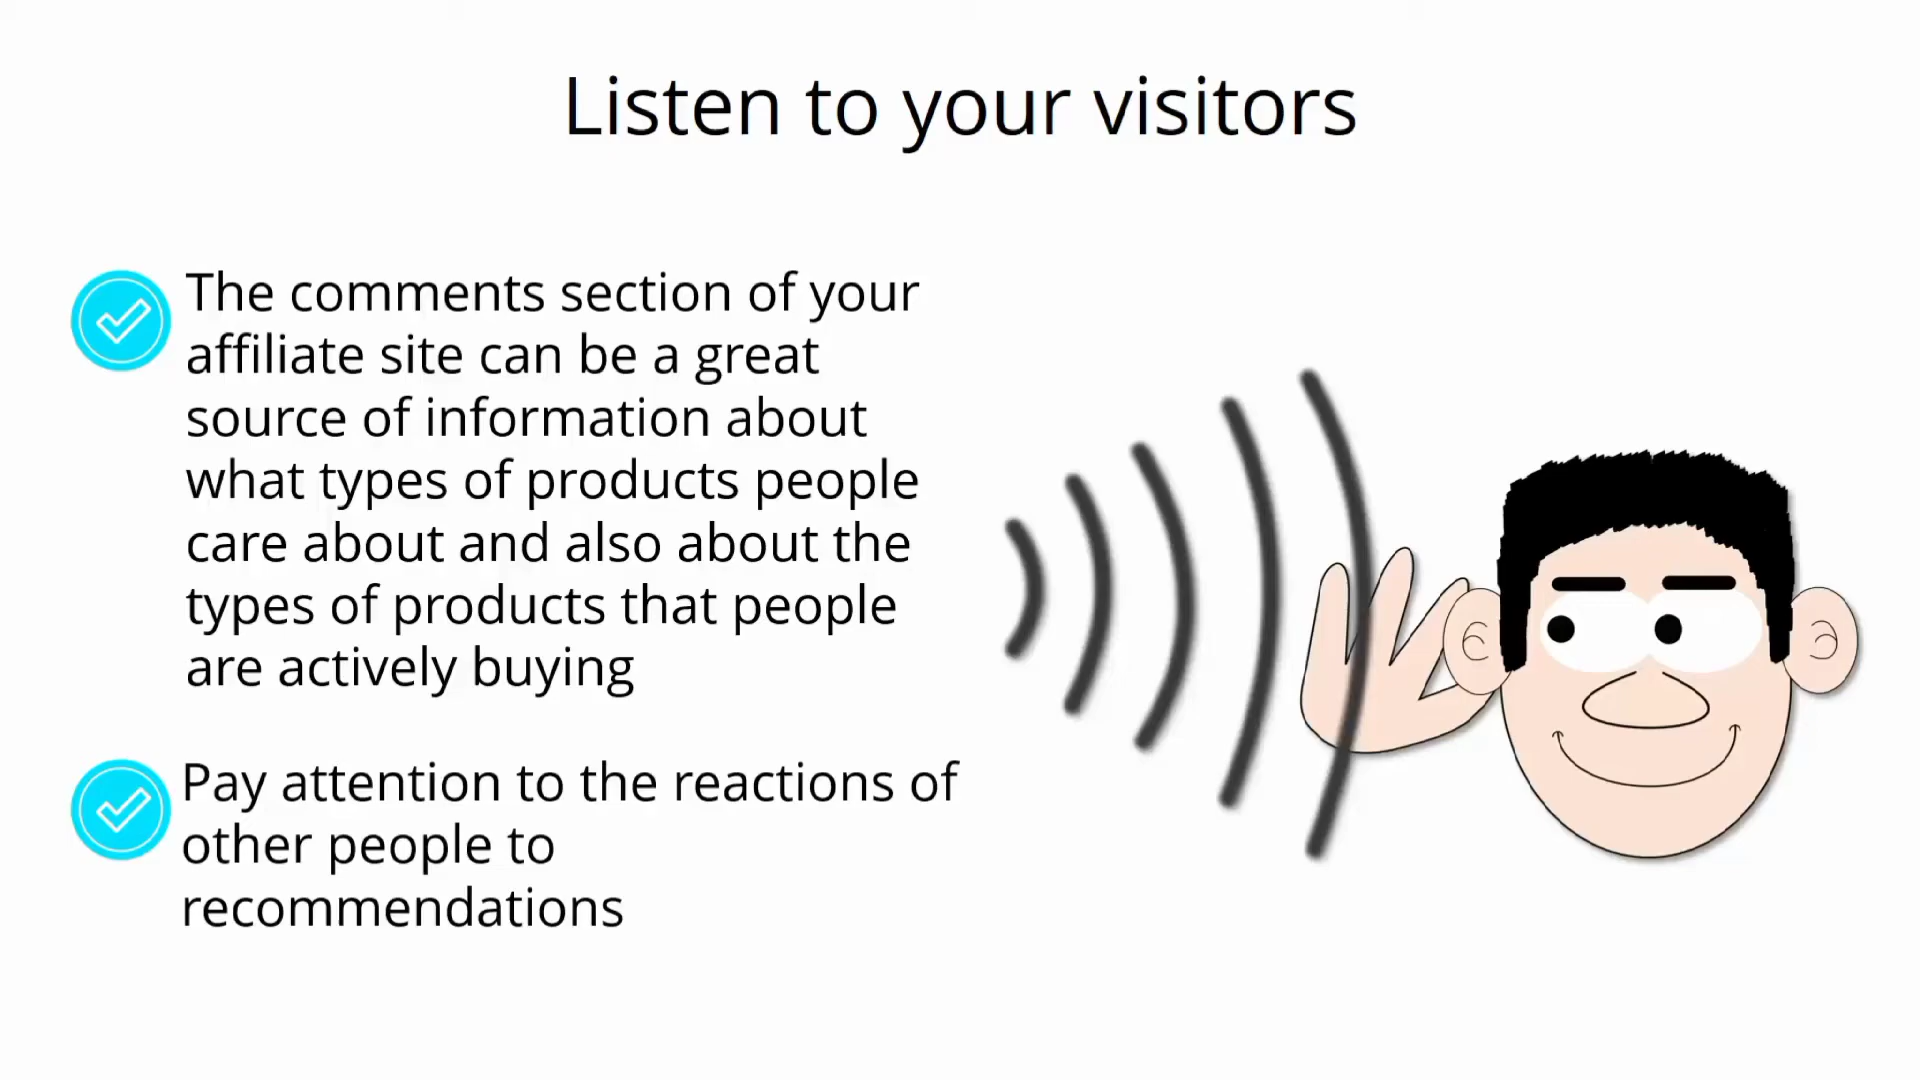 Listen to your visitors
The comments section of your
affiliate site can be a great
source of information about
what types of products people
care about and also about the
types of products that people
are actively buying
Pay attention to the reactions of
other people to
recommendations